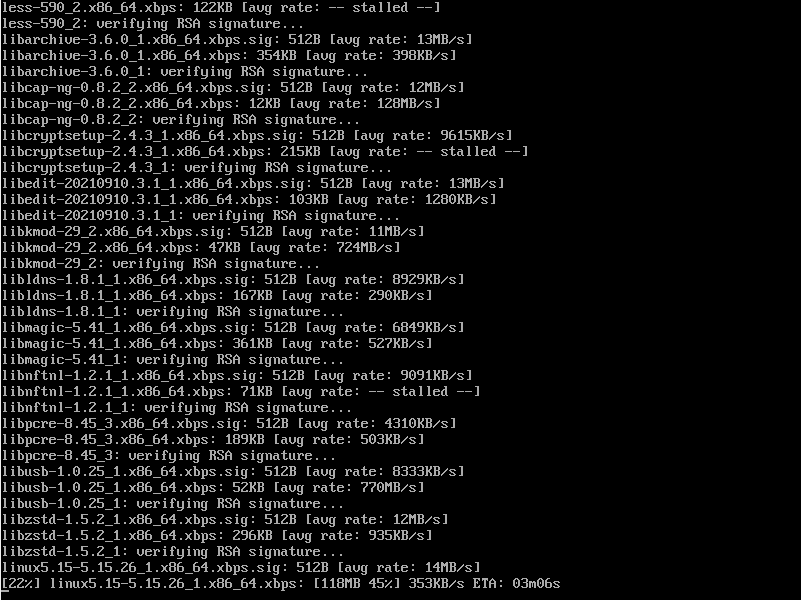 less-590_2.x86_64.xbps: 122KB [avg rate: -- stalled --]
less-590_2: verifying RSA signature...
libarchive-3.6.0_1.x86_64.xbps.sig: 512B [avg rate: 13MB/s]
libarchive-3.6.0_1.x86_64.xbps: 354KB [avg rate: 398KB/s]
libarchive-3.6.0_1: verifying RSA signature...
libcap-ng-0.8.2_2.x86_64.xbps.sig: 512B [avg rate: 12MB/s]
libcap-ng-0.8.2_2.x86_64.xbps: 12KB [avg rate: 128MB/s]
libcap-ng-0.8.2_2: verifying RSA signature...
libcryptsetup-2.4.3_1.x86_64.xbps.sig: 512B [avg rate: 9615KB/s]
libcryptsetup-2.4.3_1.x86_64.xbps: 215KB [avg rate: -- stalled --]
libcryptsetup-2.4.3_1: verifying RSA signature...
libedit-20210910.3.1_1.x86_64.xbps.sig: 512B [avg rate: 13MB/s]
libedit-20210910.3.1_1.x86_64.xbps: 103KB [avg rate: 1280KB/s]
libedit-20210910.3.1_1: verifying RSA signature...
libkmod-29_2.x86_64.xbps.sig: 512B [avg rate: 11MB/s]
libkmod-29_2.x86_64.xbps: 47KB [avg rate: 724MB/s]
libkmod-29_2: verifying RSA signature...
libldns-1.8.1_1.x86_64.xbps.sig: 512B [avg rate: 8929KB/s]
libldns-1.8.1_1.x86_64.xbps: 167KB [avg rate: 290KB/s]
libldns-1.8.1_1: verifying RSA signature...
libmagic-5.41_1.x86_64.xbps.sig: 512B [avg rate: 6849KB/s]
libmagic-5.41_1.x86_64.xbps: 361KB [avg rate: 527KB/s]
libmagic-5.41_1: verifying RSA signature...
libnftnl-1.2.1_1.x86_64.xbps.sig: 512B [avg rate: 9091KB/s]
libnftnl-1.2.1_1.x86_64.xbps: 71KB [avg rate: -- stalled --]
libnftnl-1.2.1_1: verifying RSA signature...
libpcre-8.45_3.x86_64.xbps.sig: 512B [avg rate: 4310KB/s]
libpcre-8.45_3.x86_64.xbps: 189KB [avg rate: 503KB/s]
libpcre-8.45_3: verifying RSA signature...
libusb-1.0.25_1.x86_64.xbps.sig: 512B [avg rate: 8333KB/s]
libusb-1.0.25_1.x86_64.xbps: 52KB [avg rate: 770MB/s]
libusb-1.0.25_1: verifying RSA signature...
libzstd-1.5.2_1.x86_64.xbps.sig: 512B [avg rate: 12MB/s]
libzstd-1.5.2_1.x86_64.xbps: 296KB [avg rate: 935KB/s]
libzstd-1.5.2_1: verifying RSA signature...
linux5.15-5.15.26_1.x86_64.xbps.sig: 512B [avg rate: 14MB/s]
[22%] linux5.15-5.15.26_1.x86_64.xbps: [118MB 45%] 353KB/s ETA: 03m06s